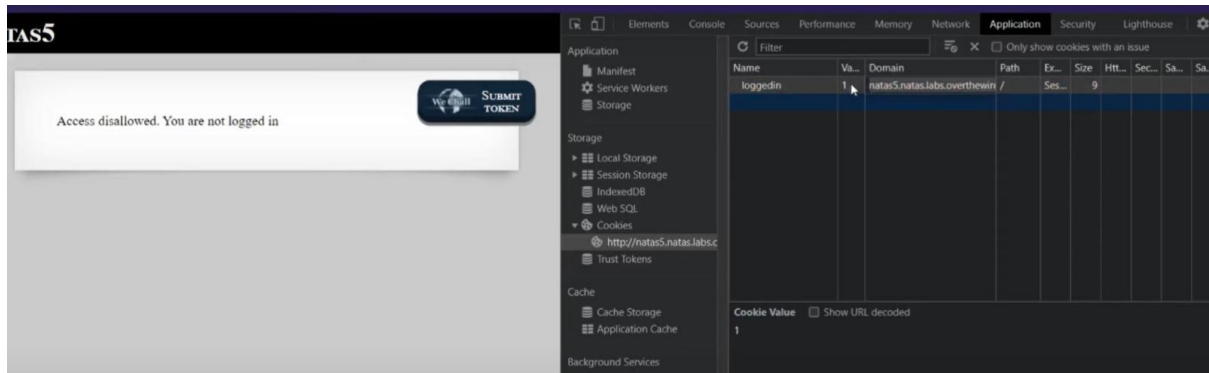 TAS5
Access disallowed. You are not logged in
We Chall
SUBMIT
TOKEN
Elements Console Sources Performance Memory Network Application Security Lighthouse
Application
Manifest
Service Workers
Storage
Storage
Local Storage
Session Storage
IndexedDB
Web SQL
Cookies
http://natas5.natas.labs.c
Trust Tokens
Cache
Cache Storage
Application Cache
Background Services
Filter
Only show cookies with an issue
Name Va... Domain Path Ex... Size Htt... Sec... Sa... Sa.
loggedin 1 natas5.natas.labs.overthewin / Ses... 9
Cookie Value Show URL decoded
1